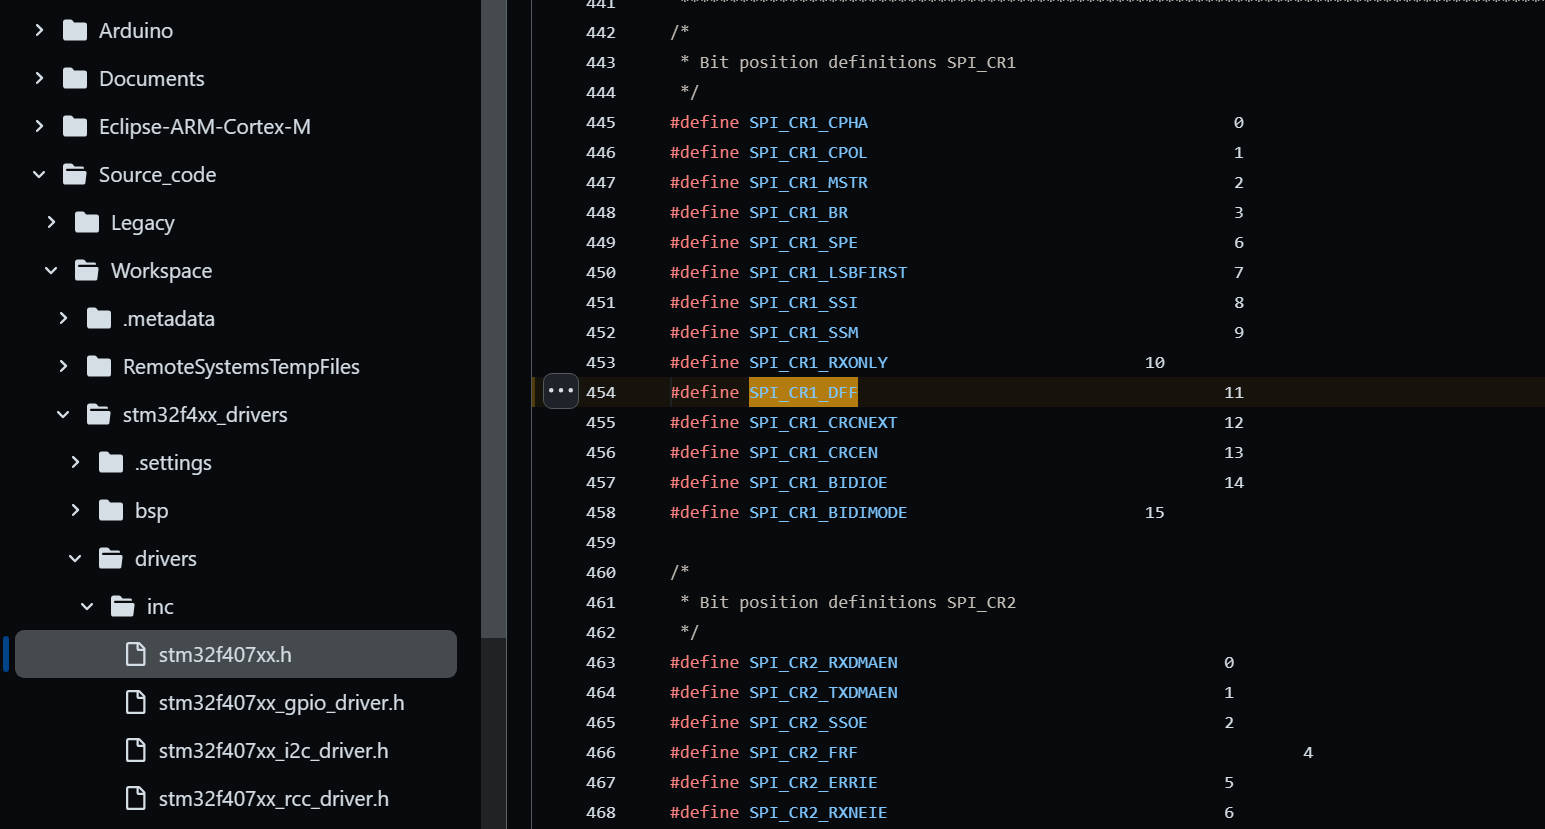 Arduino
Documents
Eclipse-ARM-Cortex-M
Source_code
Legacy
Workspace
.metadata
RemoteSystemsTempFiles
stm32f4xx_drivers
.settings
bsp
drivers
inc
stm32f407xx.h
stm32f407xx_gpio_driver.h
stm32f407xx_i2c_driver.h
stm32f407xx_rcc_driver.h
441
442 /*
443  * Bit position definitions SPI_CR1
444  */
445 #define SPI_CR1_CPHA 0
446 #define SPI_CR1_CPOL 1
447 #define SPI_CR1_MSTR 2
448 #define SPI_CR1_BR 3
449 #define SPI_CR1_SPE 6
450 #define SPI_CR1_LSBFIRST 7
451 #define SPI_CR1_SSI 8
452 #define SPI_CR1_SSM 9
453 #define SPI_CR1_RXONLY 10
454 #define SPI_CR1_DFF 11
455 #define SPI_CR1_CRCNEXT 12
456 #define SPI_CR1_CRCEN 13
457 #define SPI_CR1_BIDIOE 14
458 #define SPI_CR1_BIDIMODE 15
459
460 /*
461  * Bit position definitions SPI_CR2
462  */
463 #define SPI_CR2_RXDMAEN 0
464 #define SPI_CR2_TXDMAEN 1
465 #define SPI_CR2_SSOE 2
466 #define SPI_CR2_FRF 4
467 #define SPI_CR2_ERRIE 5
468 #define SPI_CR2_RXNEIE 6